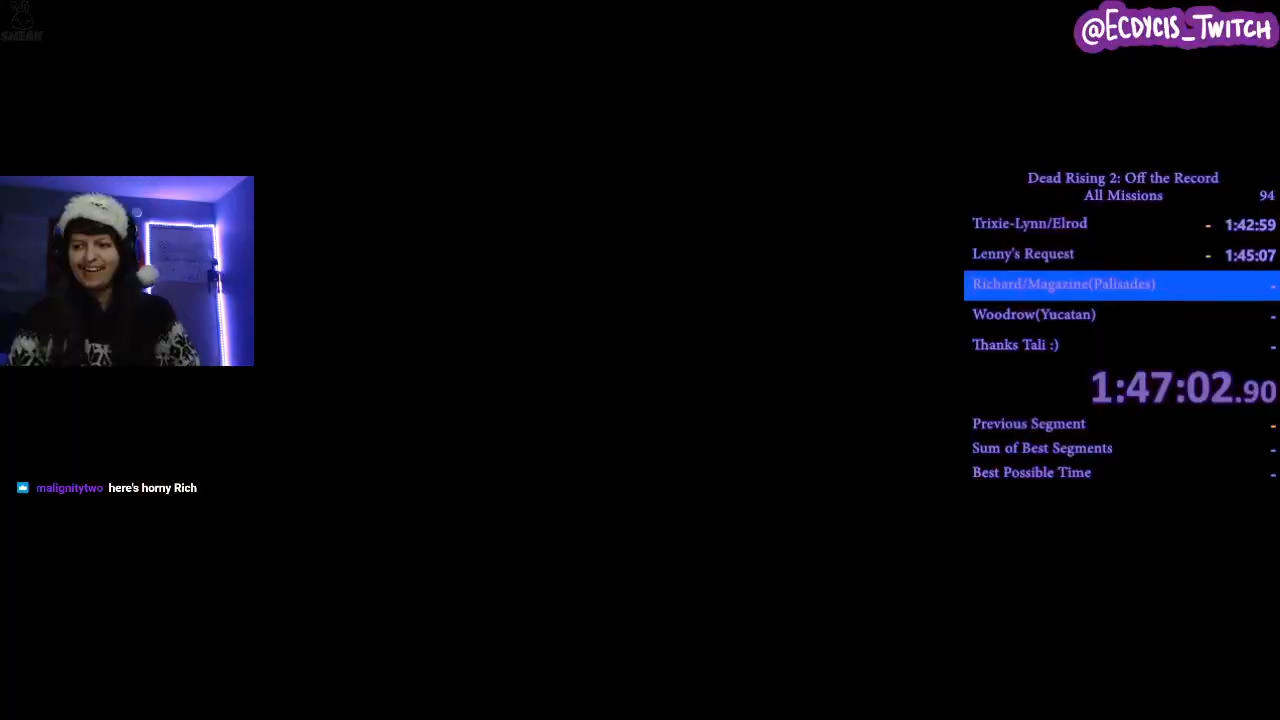 SNEAK
@ECDYCIS_TWITCH
Dead Rising 2: Off the Record
All Missions 94
Trixie-Lynn/Elrod - 1:42:59
Lenny's Request - 1:45:07
Richard/Magazine(Palisades) -
Woodrow(Yucatan) -
Thanks Tali :) -
1:47:02.90
Previous Segment -
Sum of Best Segments -
Best Possible Time -
malignitytwo here's horny Rich